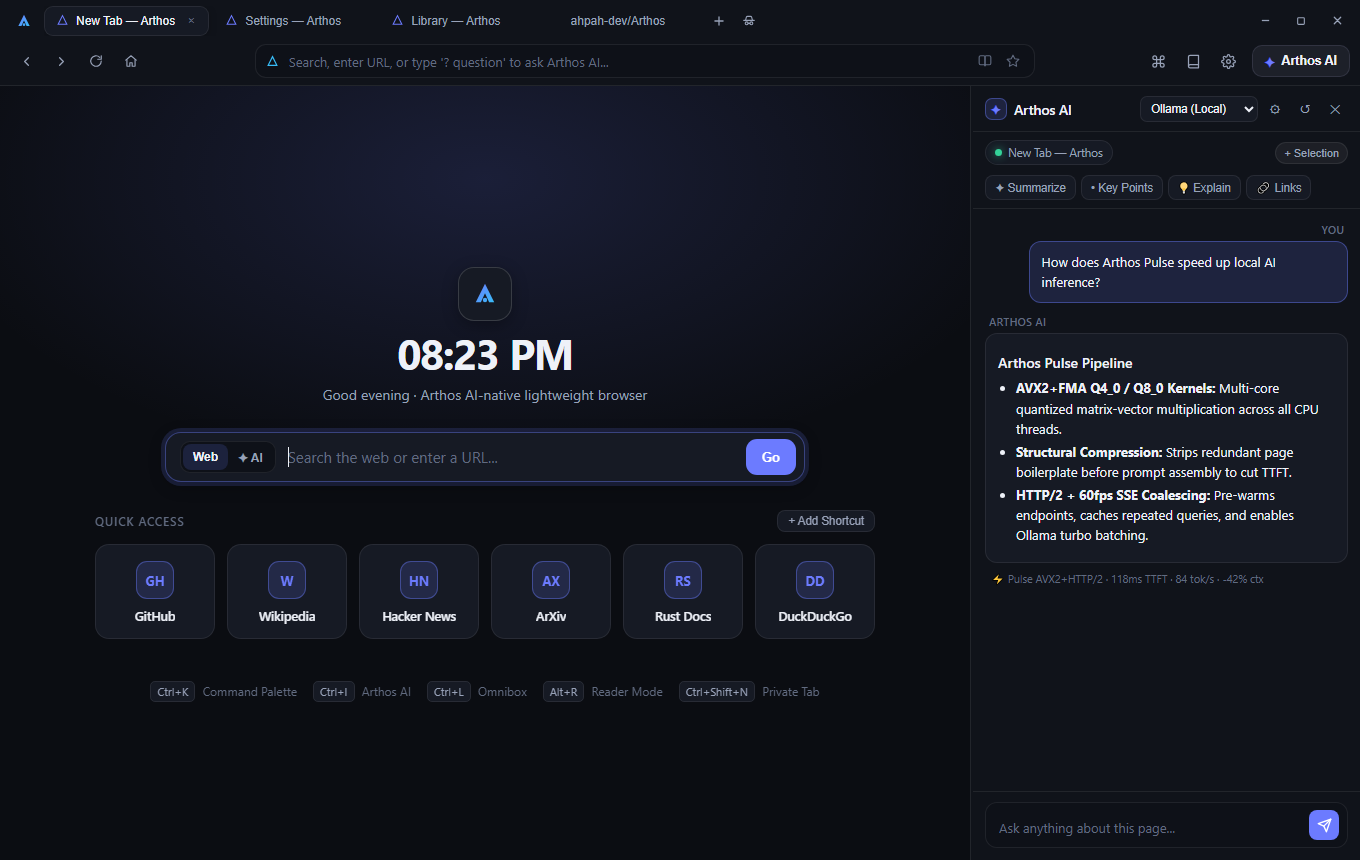 New Tab — Arthos ×
Settings — Arthos
Library — Arthos
ahpah-dev/Arthos
Search, enter URL, or type '? question' to ask Arthos AI...
Arthos AI
08:23 PM
Good evening · Arthos AI-native lightweight browser
Web
AI
Search the web or enter a URL...
Go
QUICK ACCESS
+ Add Shortcut
GH
GitHub
W
Wikipedia
HN
Hacker News
AX
ArXiv
RS
Rust Docs
DD
DuckDuckGo
Ctrl+K Command Palette Ctrl+I Arthos AI Ctrl+L Omnibox Alt+R Reader Mode Ctrl+Shift+N Private Tab
Arthos AI
Ollama (Local)
New Tab — Arthos
+ Selection
Summarize
• Key Points
Explain
Links
YOU
How does Arthos Pulse speed up local AI
inference?
ARTHOS AI
Arthos Pulse Pipeline
• AVX2+FMA Q4_0 / Q8_0 Kernels: Multi-core
quantized matrix-vector multiplication across all CPU
threads.
• Structural Compression: Strips redundant page
boilerplate before prompt assembly to cut TTFT.
• HTTP/2 + 60fps SSE Coalescing: Pre-warms
endpoints, caches repeated queries, and enables
Ollama turbo batching.
Pulse AVX2+HTTP/2 · 118ms TTFT · 84 tok/s · -42% ctx
Ask anything about this page...